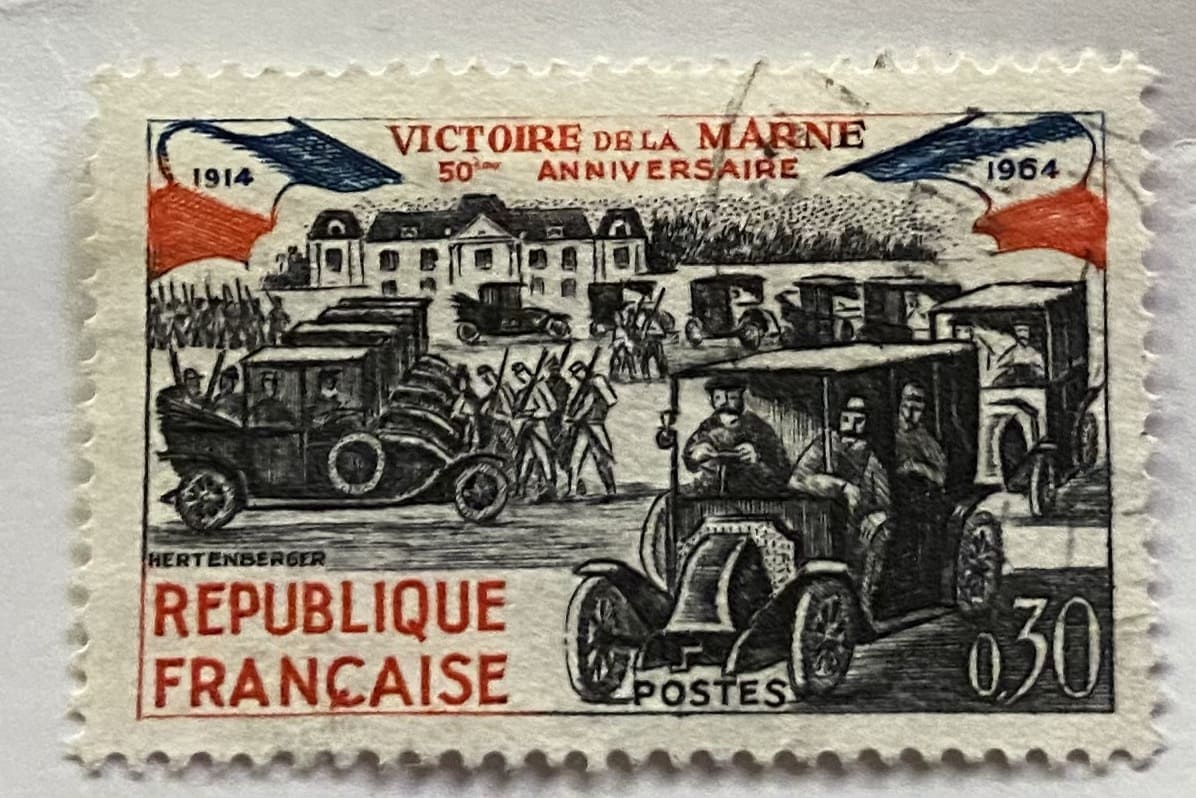 VICTOIRE DE LA MARNE
50ème ANNIVERSAIRE
1914
1964
HERTENBERGER
REPUBLIQUE
FRANÇAISE
POSTES
0,30